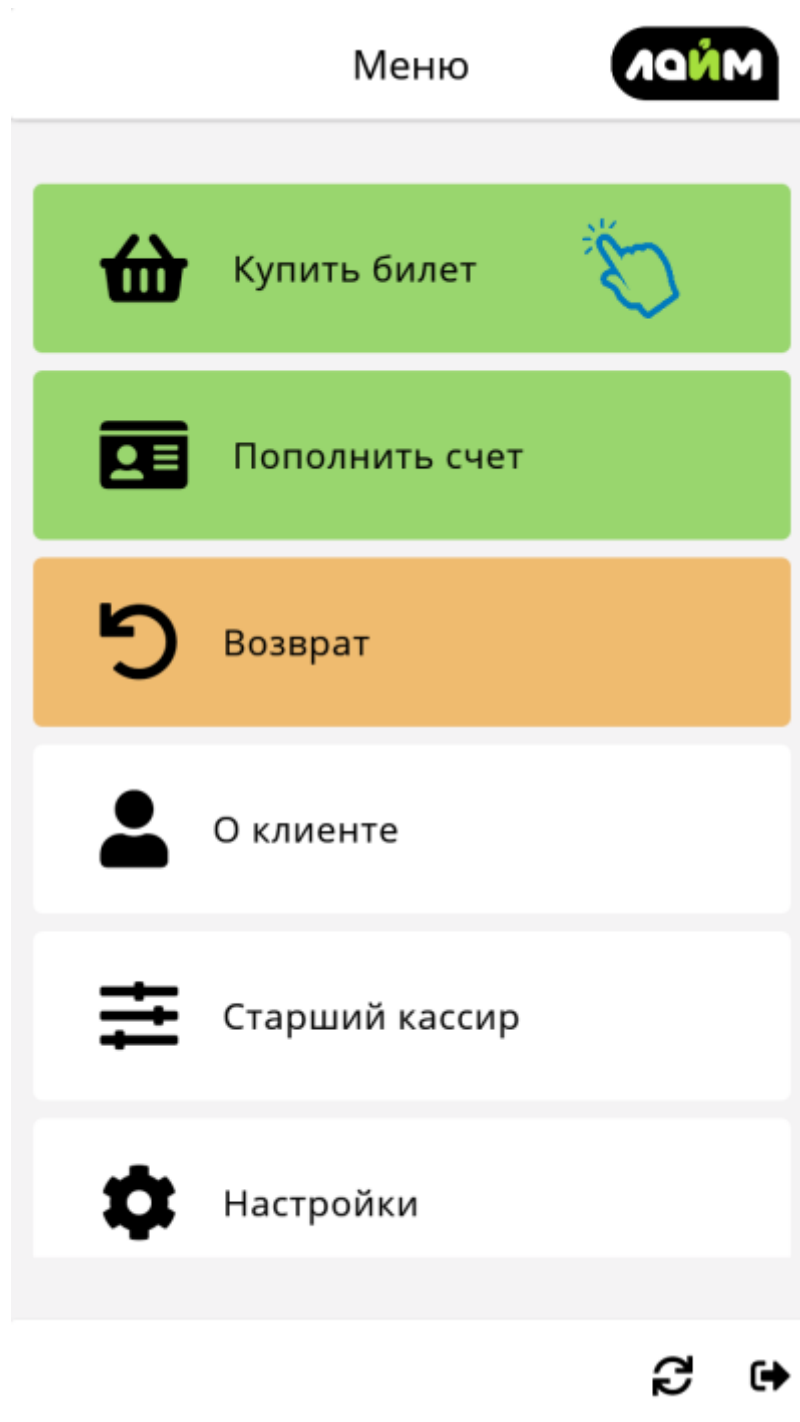 Меню
лайм
Купить билет
Пополнить счет
Возврат
О клиенте
Старший кассир
Настройки